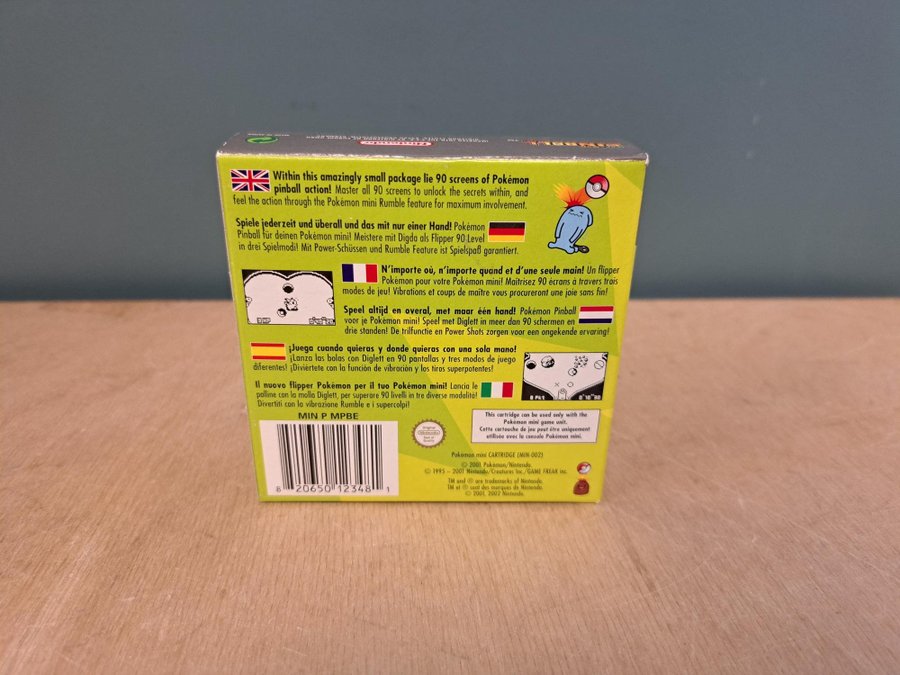 Nintendo
Within this amazingly small package lie 90 screens of Pokémon
pinball action! Master all 90 screens to unlock the secrets within, and
feel the action through the Pokémon mini Rumble feature for maximum involvement.
Spiele jederzeit und überall und das mit nur einer Hand! Pokémon
Pinball für deinen Pokémon mini! Meistere mit Digda als Flipper 90 Level
in drei Spielmodi! Mit Power-Schüssen und Rumble Feature ist Spielspaß garantiert.
N'importe où, n'importe quand et d'une seule main! Un flipper
Pokemon pour votre Pokémon mini! Maitrisez 90 écrans à travers trois
modes de jeu! Vibrations et coups de maître vous procureront une joie sans fin!
Speel altijd en overal, met maar één hand! Pokémon Pinball
voor je Pokémon mini! Speel met Diglett in meer dan 90 schermen en
drie standen! De trilfunctie en Power Shots zorgen voor een ongekende ervaring!
¡Juega cuando quieras y donde quieras con una sola mano!
¡Lanza las bolas con Diglett en 90 pantallas y tres modos de juego
diferentes! ¡Diviértete con la función de vibración y los tiros superpotentes!
Il nuovo flipper Pokémon per il tuo Pokémon mini! Lancia le
palline con la molla Diglett, per superare 90 livelli in tre diverse modalità!
Divertiti con la vibrazione Rumble e i supercolpi!
MIN P MPBE
This cartridge can be used only with the
Pokémon mini game unit.
Cette cartouche de jeu peut être uniquement
utilisée avec la console Pokémon mini.
Original
Nintendo
Seal of
Quality
Pokémon mini CARTRIDGE (MIN-002)
© 2001 Pokémon/Nintendo.
© 1995 - 2001 Nintendo/Creatures Inc./GAME FREAK inc.
TM and ® are trademarks of Nintendo.
TM et ® sont des marques de Nintendo.
© 2001, 2002 Nintendo.
8 20650 12348 1